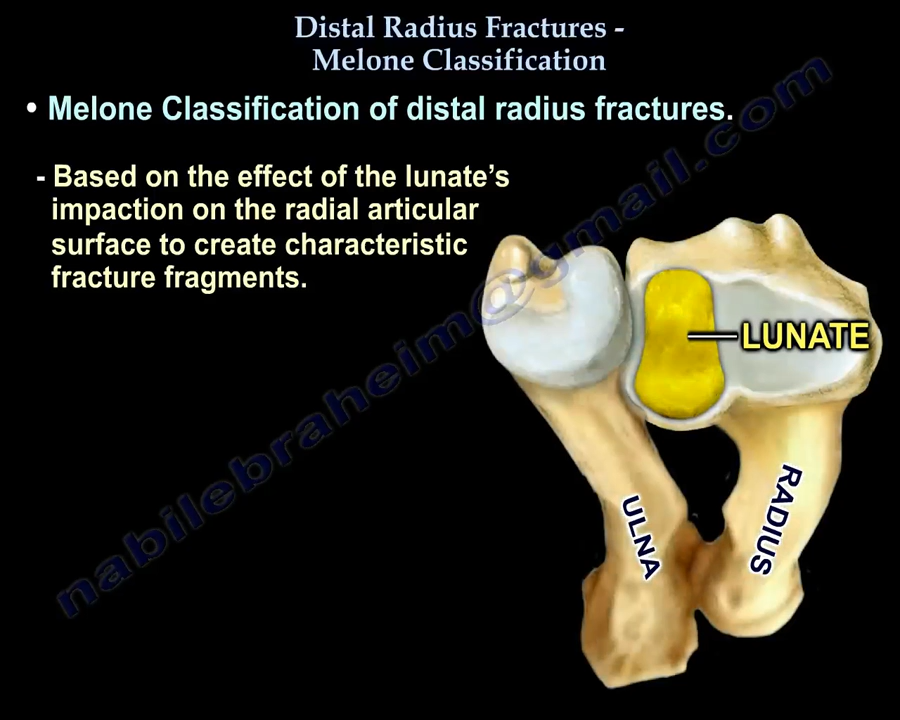 Distal Radius Fractures -
Melone Classification
• Melone Classification of distal radius fractures.
- Based on the effect of the lunate’s
impaction on the radial articular
surface to create characteristic
fracture fragments.
LUNATE
ULNA
RADIUS
nabilebraheim@gmail.com